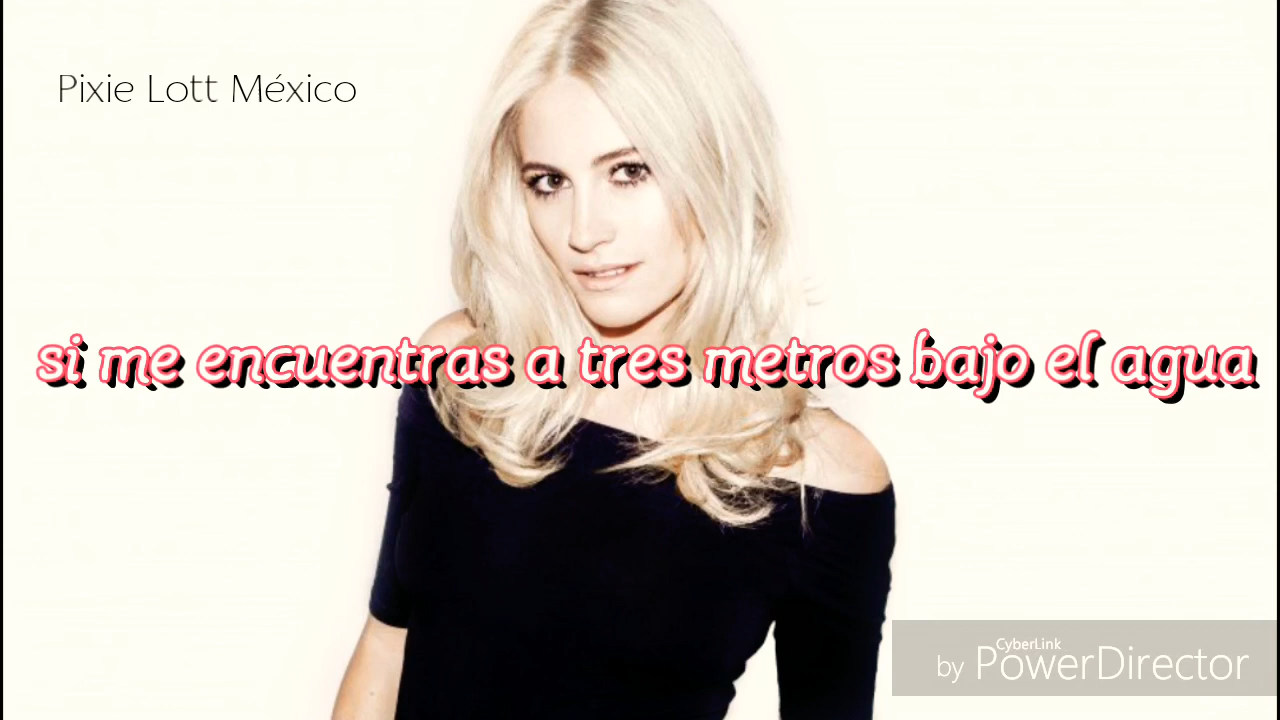 Pixie Lott México
si me encuentras a tres metros bajo el agua
CyberLink
by PowerDirector